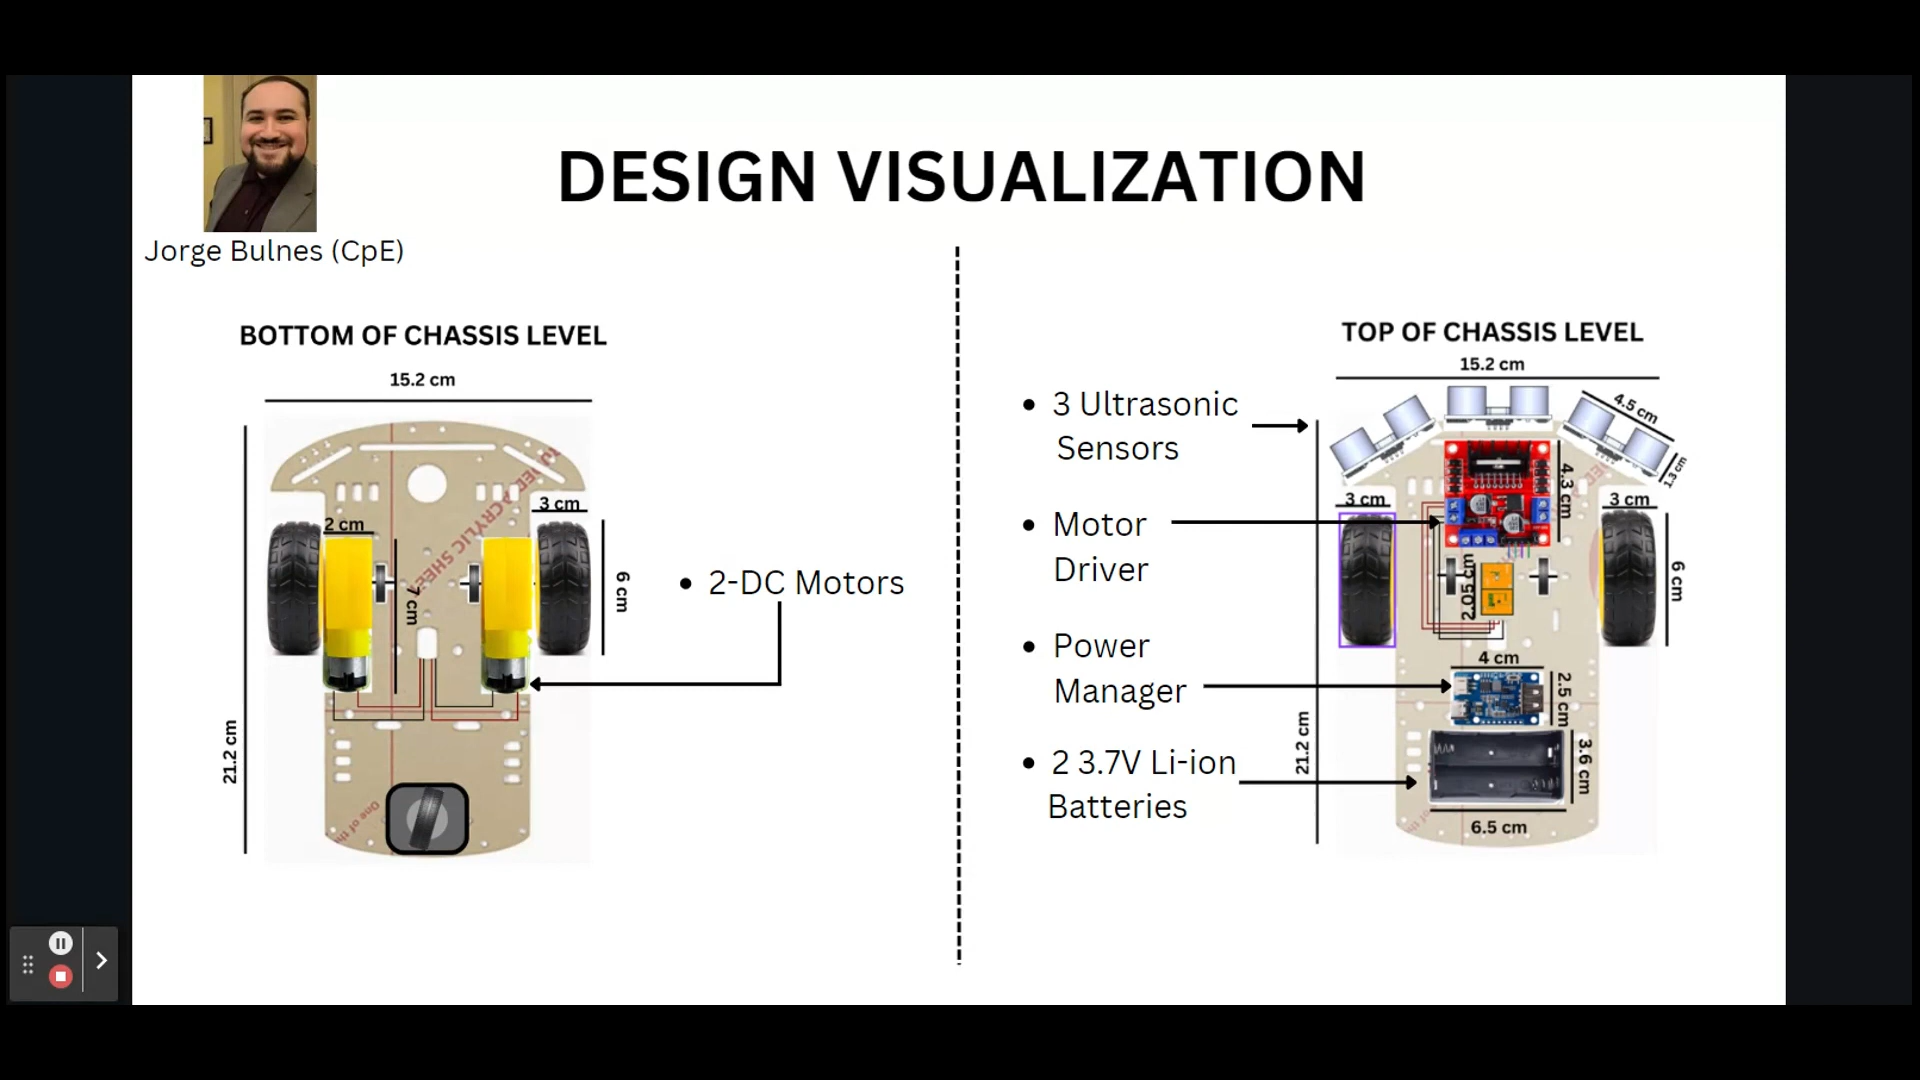 DESIGN VISUALIZATION
Jorge Bulnes (CpE)
BOTTOM OF CHASSIS LEVEL
15.2 cm
3 cm
2 cm
7 cm
6 cm
21.2 cm
• 2-DC Motors
TOP OF CHASSIS LEVEL
15.2 cm
• 3 Ultrasonic
Sensors
4.5 cm
1.3 cm
4.3 cm
3 cm
3 cm
• Motor
Driver
2.05 cm
6 cm
• Power
Manager
4 cm
2.5 cm
21.2 cm
• 2 3.7V Li-ion
Batteries
3.6 cm
6.5 cm